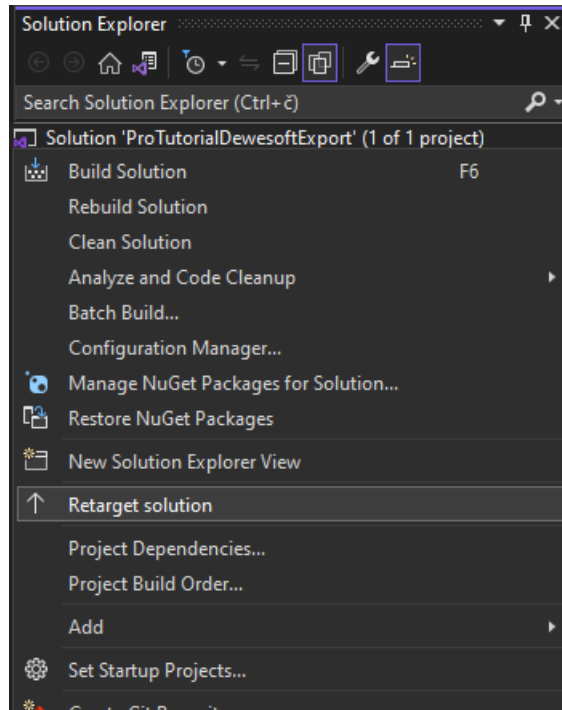 Solution Explorer
Search Solution Explorer (Ctrl+č)
Solution 'ProTutorialDewesoftExport' (1 of 1 project)
Build Solution F6
Rebuild Solution
Clean Solution
Analyze and Code Cleanup
Batch Build...
Configuration Manager...
Manage NuGet Packages for Solution...
Restore NuGet Packages
New Solution Explorer View
Retarget solution
Project Dependencies...
Project Build Order...
Add
Set Startup Projects...